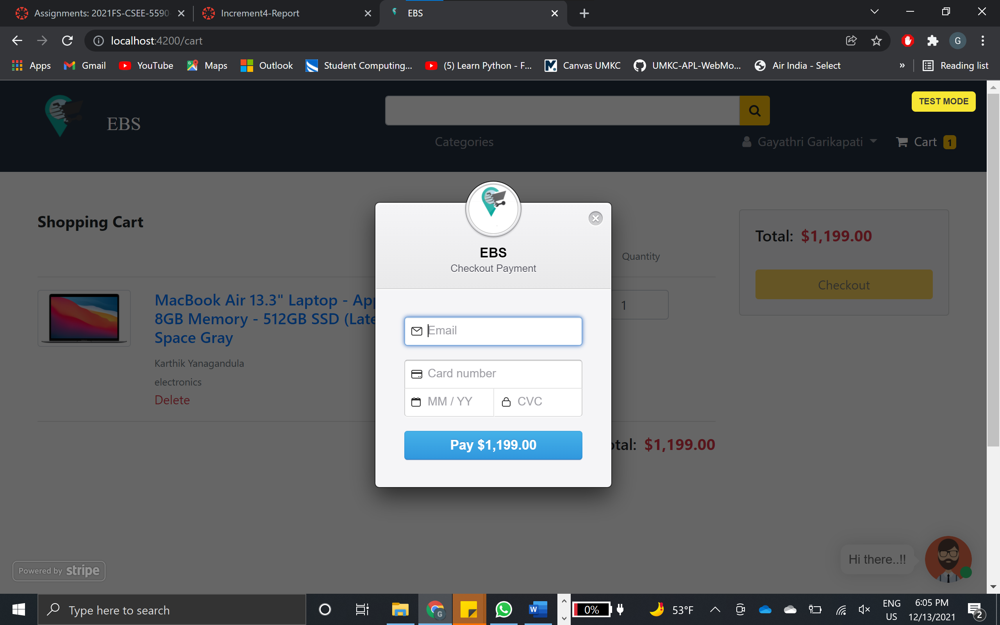 Assignments: 2021FS-CSEE-5590-
Increment4-Report
EBS
localhost:4200/cart
G
Apps
Gmail
YouTube
Maps
Outlook
Student Computing...
(5) Learn Python - F...
Canvas UMKC
UMKC-APL-WebMo...
Air India - Select
»
Reading list
EBS
TEST MODE
Categories
Gayathri Garikapati
Cart 1
Shopping Cart
Quantity
Total: $1,199.00
Checkout
MacBook Air 13.3" Laptop - App
8GB Memory - 512GB SSD (Late
Space Gray
1
Karthik Yanagandula
electronics
Delete
otal: $1,199.00
EBS
Checkout Payment
Email
Card number
MM / YY
CVC
Pay $1,199.00
Powered by stripe
Hi there..!!
Type here to search
G
W
0%
53°F
ENG
US
6:05 PM
12/13/2021
2